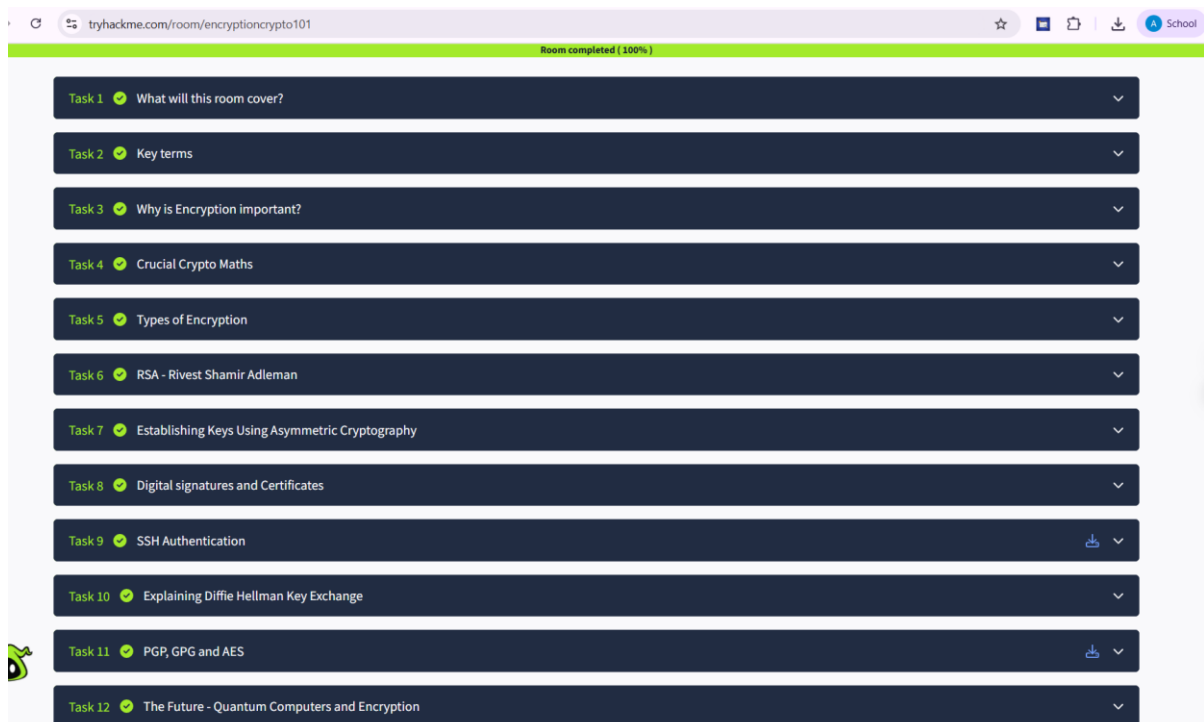 tryhackme.com/room/encryptioncrypto101
A School
Room completed ( 100% )
Task 1 What will this room cover?
Task 2 Key terms
Task 3 Why is Encryption important?
Task 4 Crucial Crypto Maths
Task 5 Types of Encryption
Task 6 RSA - Rivest Shamir Adleman
Task 7 Establishing Keys Using Asymmetric Cryptography
Task 8 Digital signatures and Certificates
Task 9 SSH Authentication
Task 10 Explaining Diffie Hellman Key Exchange
Task 11 PGP, GPG and AES
Task 12 The Future - Quantum Computers and Encryption